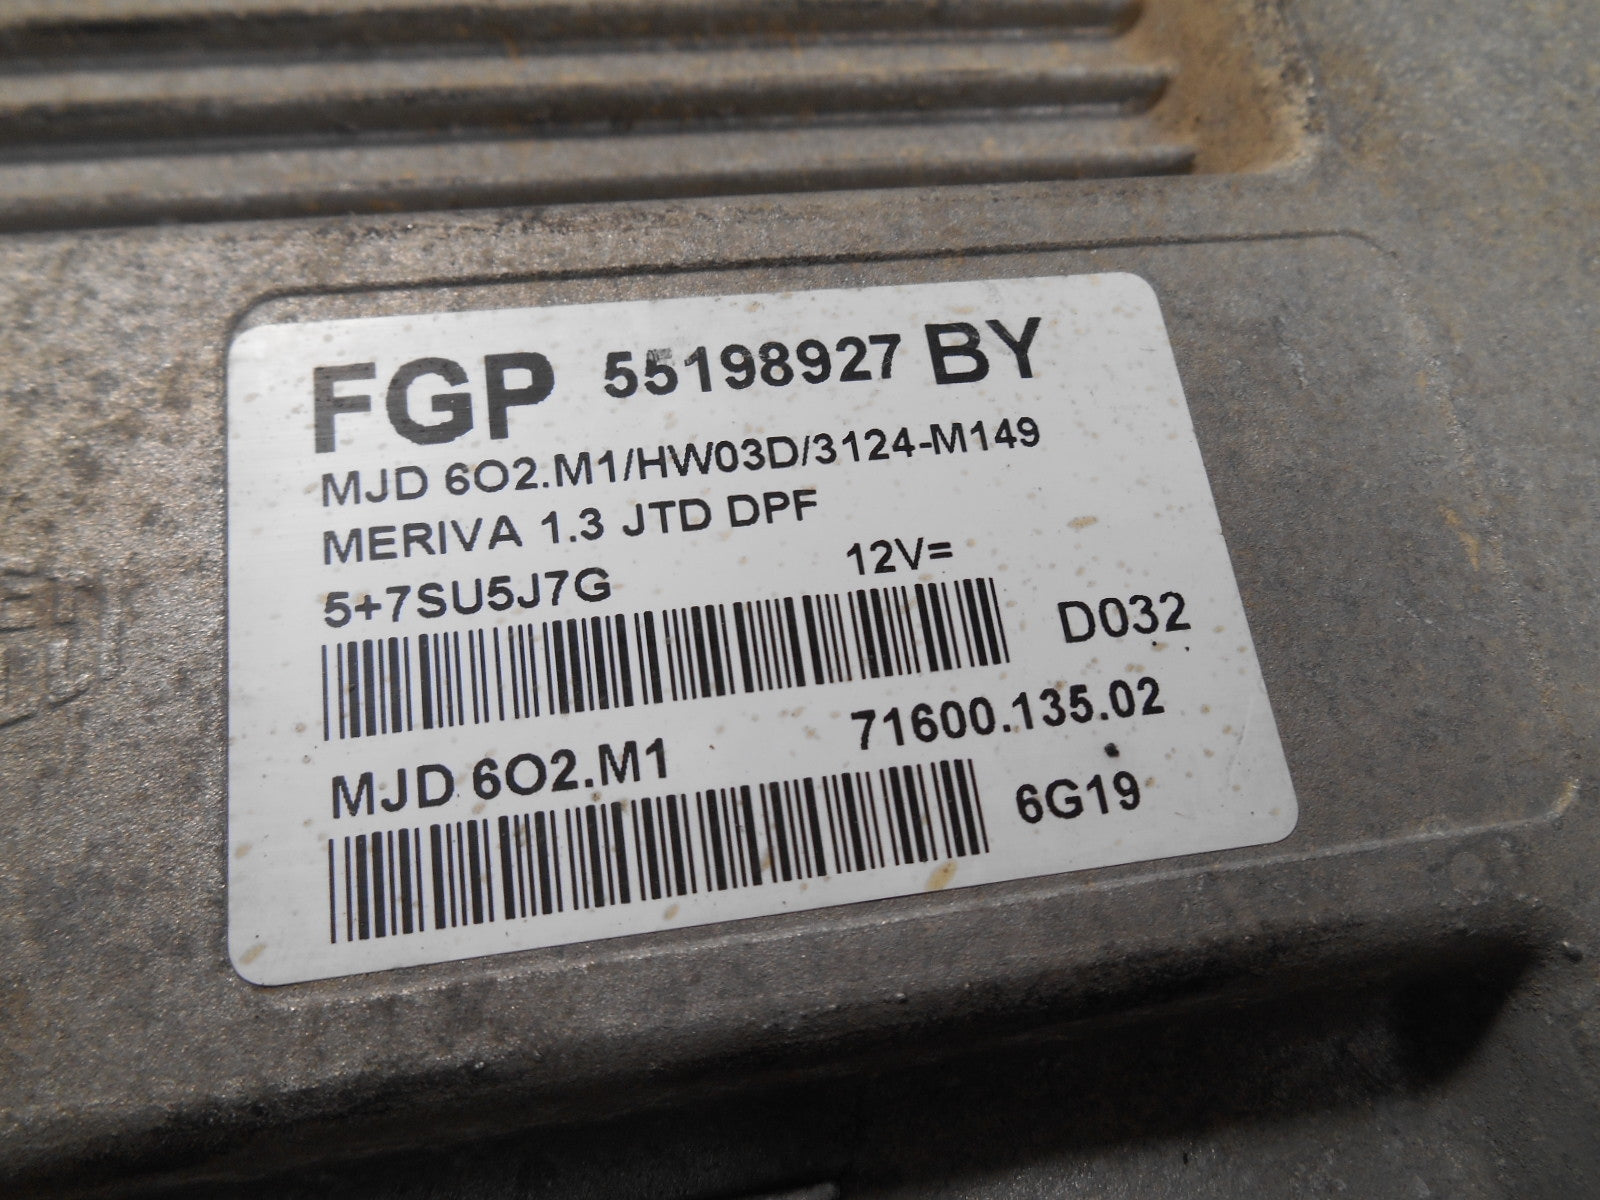 FGP 55198927 BY
MJD 6O2.M1/HW03D/3124-M149
MERIVA 1.3 JTD DPF
5+7SU5J7G 12V=
D032
MJD 6O2.M1 71600.135.02
6G19